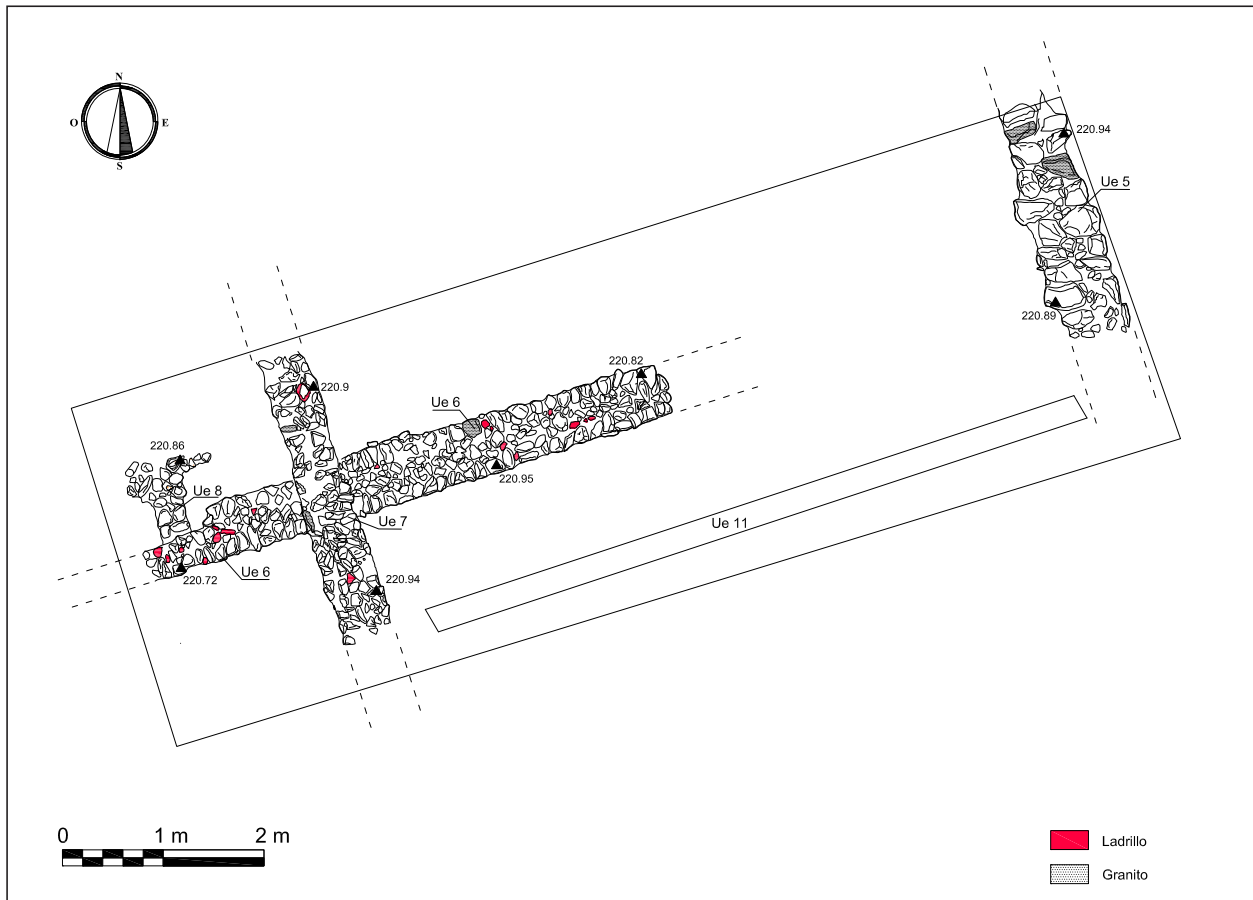 N
O E
S
220.94
Ue 5
220.89
220.82
220.9
Ue 6
220.86
220.95
Ue 8
Ue 7
Ue 11
Ue 6
220.72
220.94
0 1 m 2 m
Ladrillo
Granito